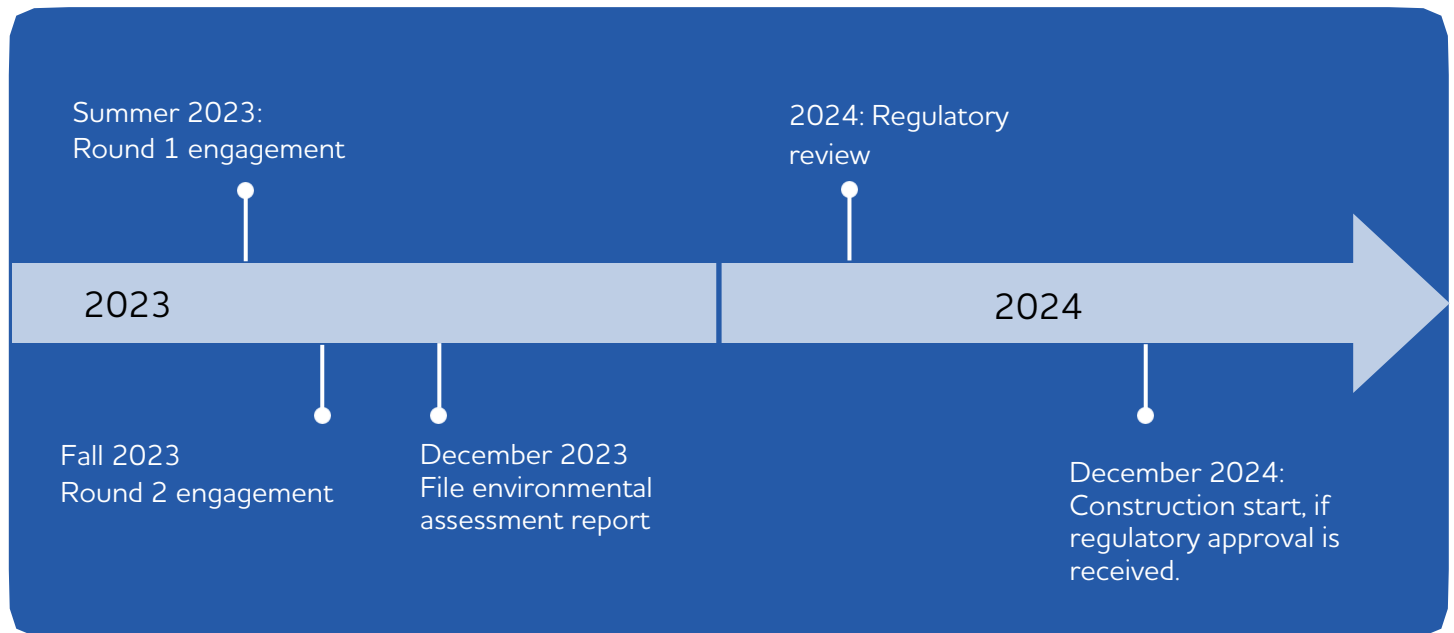 Summer 2023:
Round 1 engagement
2024: Regulatory
review
2023
2024
Fall 2023
Round 2 engagement
December 2023
File environmental
assessment report
December 2024:
Construction start, if
regulatory approval is
received.